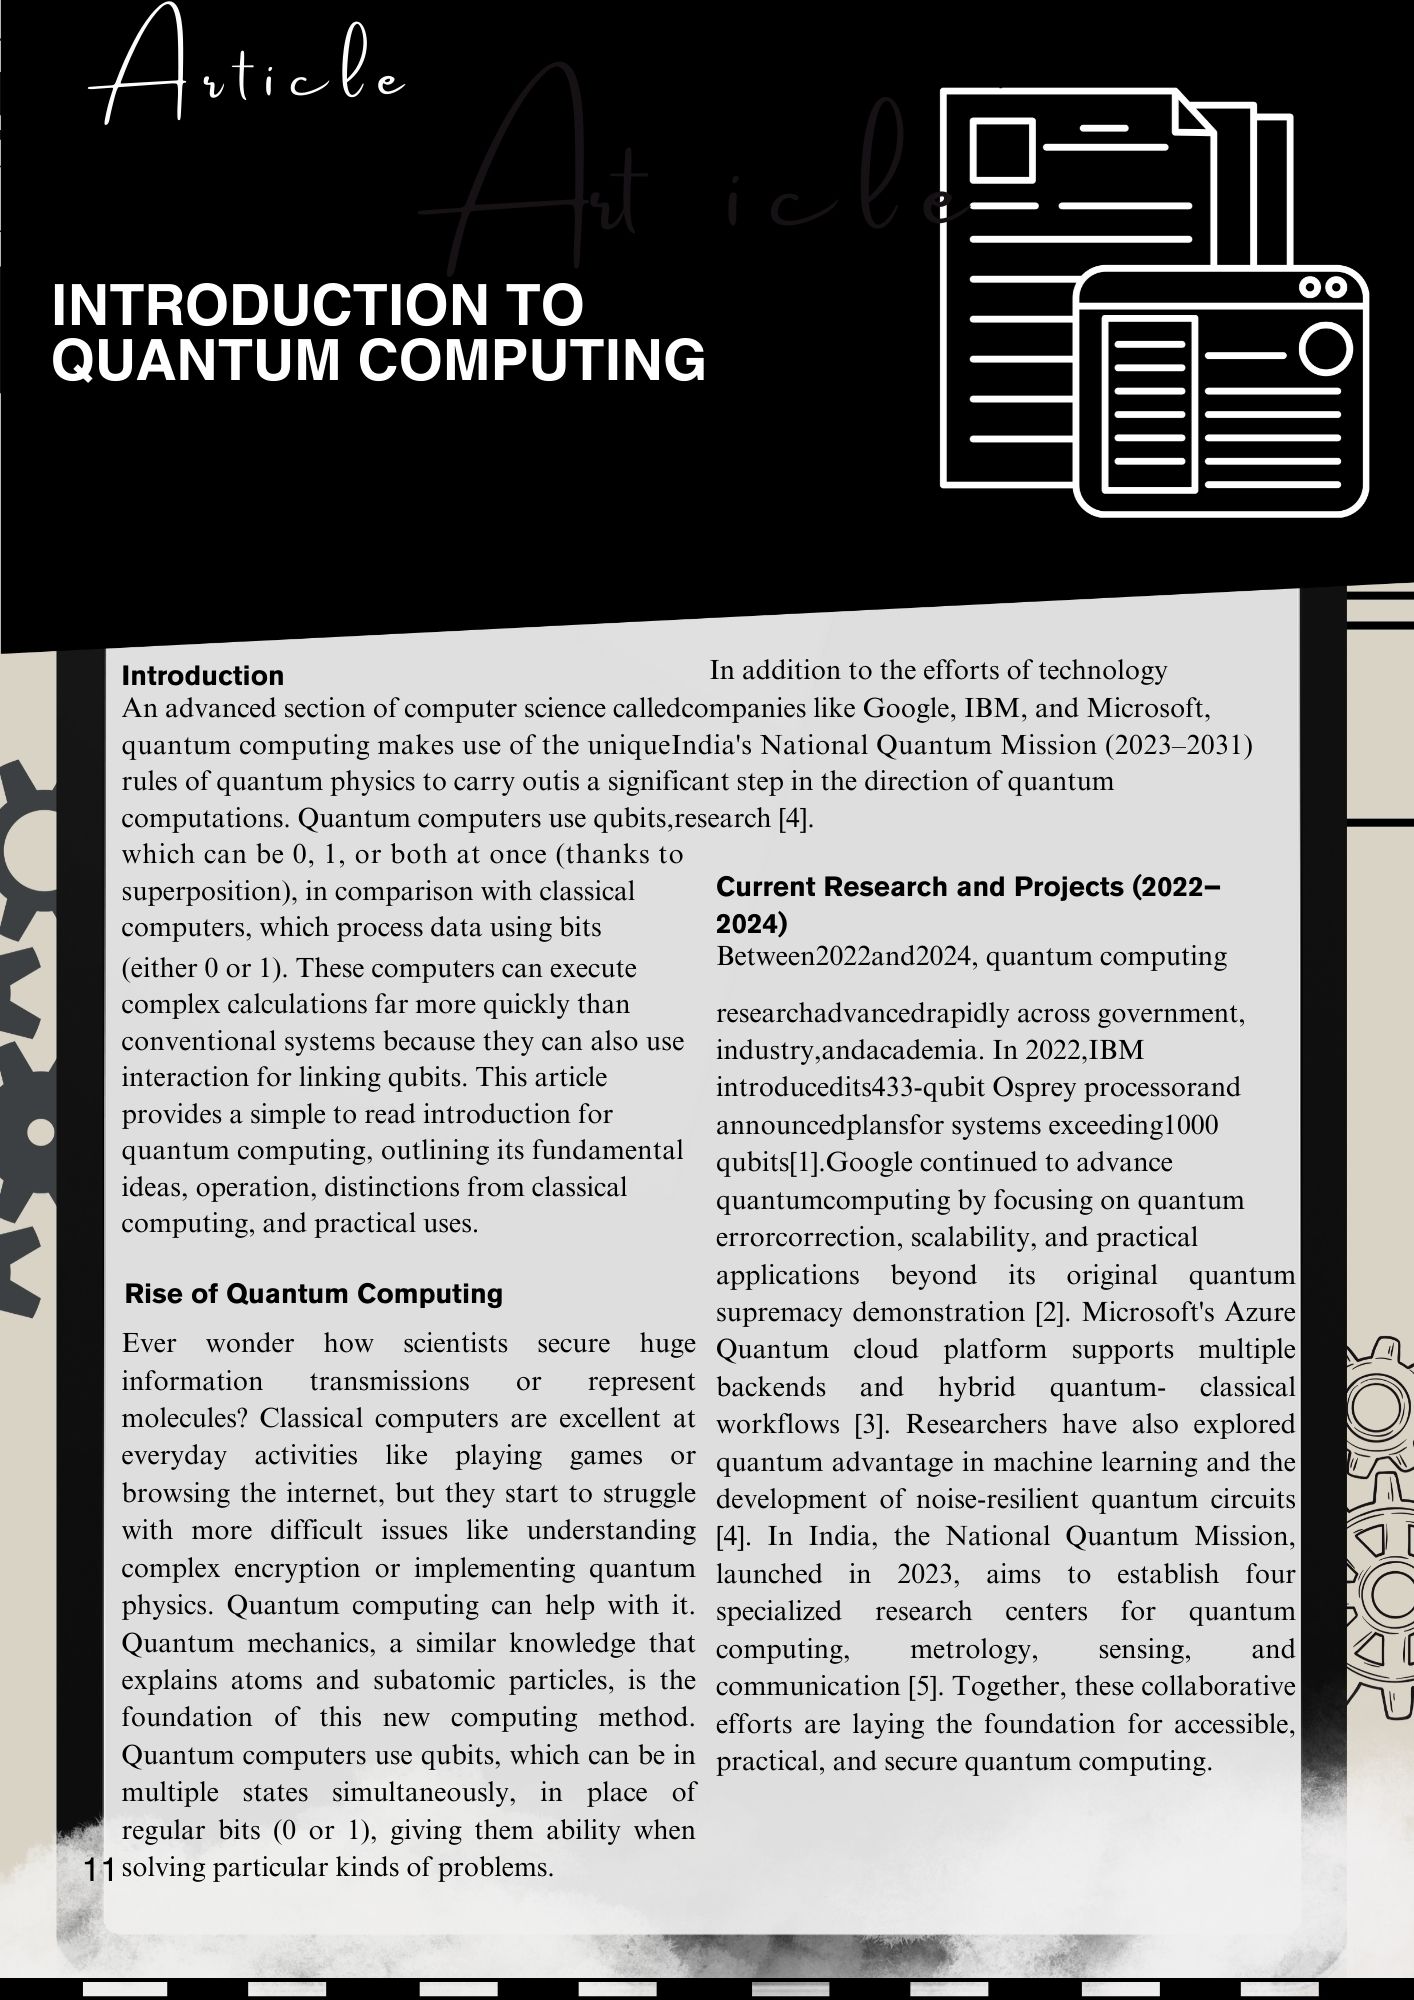 Article
Article
INTRODUCTION TO
QUANTUM COMPUTING
Introduction
An advanced section of computer science called
quantum computing makes use of the unique
rules of quantum physics to carry out
computations. Quantum computers use qubits,
which can be 0, 1, or both at once (thanks to
superposition), in comparison with classical
computers, which process data using bits
(either 0 or 1). These computers can execute
complex calculations far more quickly than
conventional systems because they can also use
interaction for linking qubits. This article
provides a simple to read introduction for
quantum computing, outlining its fundamental
ideas, operation, distinctions from classical
computing, and practical uses.
Rise of Quantum Computing
Ever wonder how scientists secure huge
information transmissions or represent
molecules? Classical computers are excellent at
everyday activities like playing games or
browsing the internet, but they start to struggle
with more difficult issues like understanding
complex encryption or implementing quantum
physics. Quantum computing can help with it.
Quantum mechanics, a similar knowledge that
explains atoms and subatomic particles, is the
foundation of this new computing method.
Quantum computers use qubits, which can be in
multiple states simultaneously, in place of
regular bits (0 or 1), giving them ability when
solving particular kinds of problems.
In addition to the efforts of technology
companies like Google, IBM, and Microsoft,
India's National Quantum Mission (2023–2031)
is a significant step in the direction of quantum
research [4].
Current Research and Projects (2022–
2024)
Between2022and2024, quantum computing
researchadvancedrapidly across government,
industry,andacademia. In 2022,IBM
introducedits433-qubit Osprey processorand
announcedplansfor systems exceeding1000
qubits[1].Google continued to advance
quantumcomputing by focusing on quantum
errorcorrection, scalability, and practical
applications beyond its original quantum
supremacy demonstration [2]. Microsoft's Azure
Quantum cloud platform supports multiple
backends and hybrid quantum- classical
workflows [3]. Researchers have also explored
quantum advantage in machine learning and the
development of noise-resilient quantum circuits
[4]. In India, the National Quantum Mission,
launched in 2023, aims to establish four
specialized research centers for quantum
computing, metrology, sensing, and
communication [5]. Together, these collaborative
efforts are laying the foundation for accessible,
practical, and secure quantum computing.
11